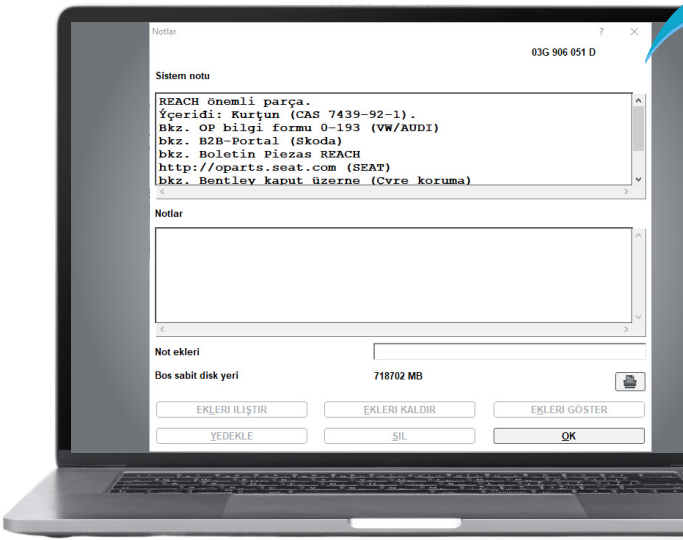 Notlar
03G 906 051 D
Sistem notu
REACH önemli parça.
Ýçeriđi: Kurţun (CAS 7439-92-1).
Bkz. OP bilgi formu 0-193 (VW/AUDI)
bkz. B2B-Portal (Skoda)
bkz. Boletin Piezas REACH
http://oparts.seat.com (SEAT)
bkz. Bentley kaput üzerne (Çvre koruma)
Notlar
Not ekleri
Bos sabit disk yeri 718702 MB
EKLERI ILIŞTIR EKLERI KALDIR EKLERI GÖSTER
YEDEKLE SIL OK